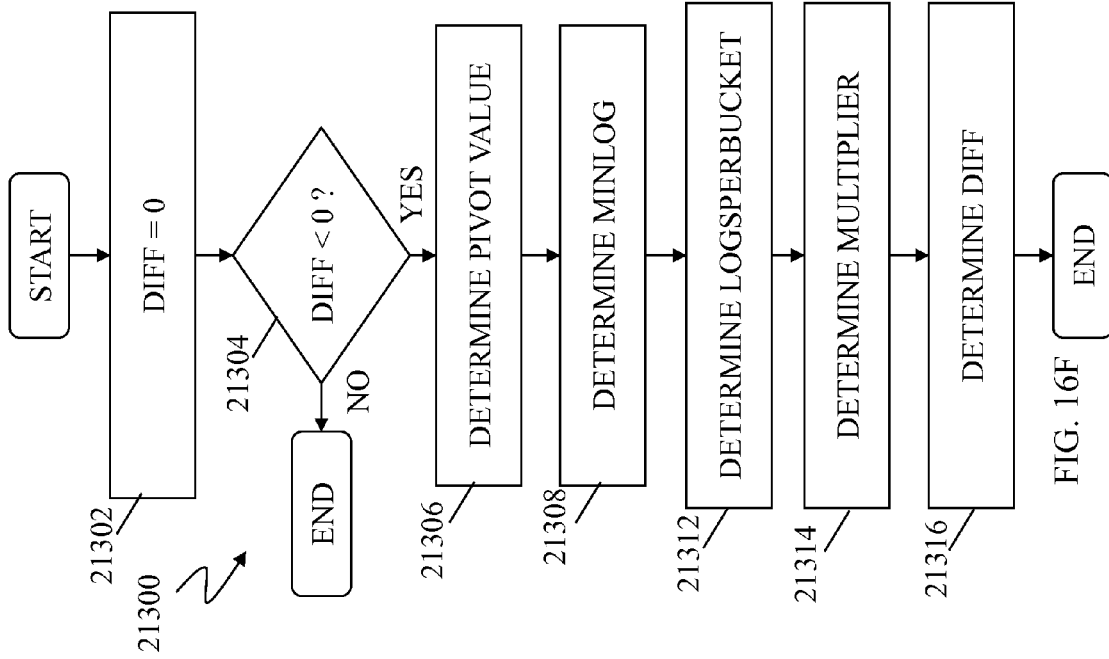 21300
START
21302
DIFF = 0
21304
DIFF < 0 ?
NO
END
YES
21306
DETERMINE PIVOT VALUE
21308
DETERMINE MINLOG
21312
DETERMINE LOGSPERBUCKET
21314
DETERMINE MULTIPLIER
21316
DETERMINE DIFF
END
FIG. 16F